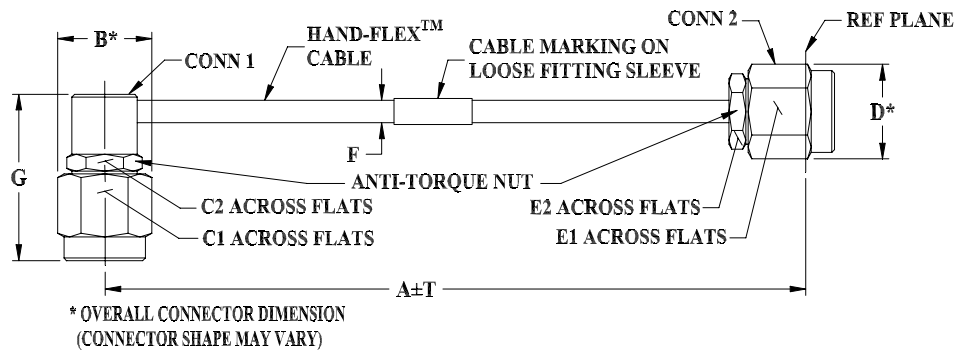 B*
HAND-FLEX™
CABLE
CONN 1
CABLE MARKING ON
LOOSE FITTING SLEEVE
CONN 2
REF PLANE
D*
F
G
ANTI-TORQUE NUT
C2 ACROSS FLATS
C1 ACROSS FLATS
E2 ACROSS FLATS
E1 ACROSS FLATS
A±T
* OVERALL CONNECTOR DIMENSION
(CONNECTOR SHAPE MAY VARY)